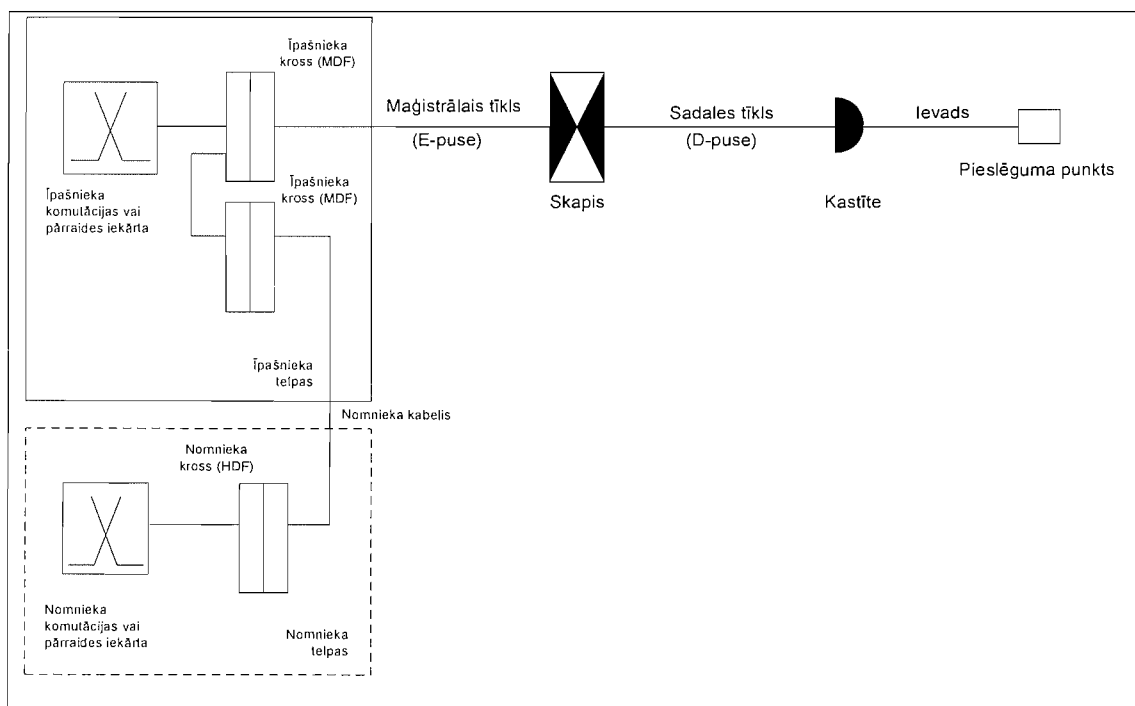 Īpašnieka
kross (MDF)
Maģistrālais tīkls
(E-puse)
Sadales tīkls
(D-puse)
Ievads
Pieslēguma punkts
Skapis
Kastīte
Īpašnieka
komutācijas vai
pārraides iekārta
Īpašnieka
kross (MDF)
Īpašnieka
telpas
Nomnieka kabelis
Nomnieka
kross (HDF)
Nomnieka
komutācijas vai
pārraides iekārta
Nomnieka
telpas